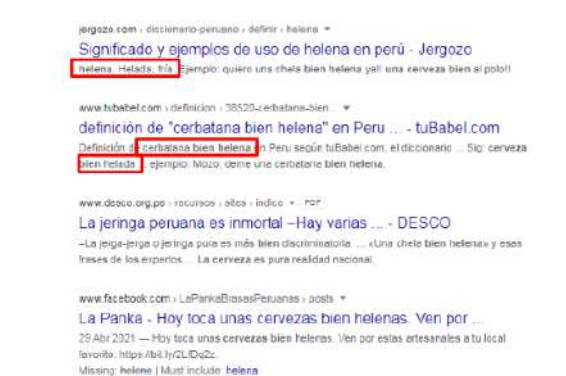 jergozo.com › diccionario-peruano › definir › helena
Significado y ejemplos de uso de helena en perú - Jergozo
helena. Helada, fría. Ejemplo: quiero una chela bien helena ya!! una cerveza bien al polo!!
www.tubabel.com › definicion › 38529-cerbatana-bien...
definición de "cerbatana bien helena" en Peru ... - tuBabel.com
Definición de cerbatana bien helena en Peru según tuBabel.com, el diccionario ... Sig: cerveza
bien helada. ejemplo: Mozo, deme una cerbatana bien helena.
www.desco.org.pe › recursos › sites › indice PDF
La jeringa peruana es inmortal –Hay varias ... - DESCO
–La jerga-jerga o jeringa pura es más bien discriminatoria. ... «Una chela bien helena» y esas
frases de los expertos ... La cerveza es pura realidad nacional.
www.facebook.com › LaPankaBrasasPeruanas › posts
La Panka - Hoy toca unas cervezas bien helenas. Ven por ...
29 Abr 2021 — Hoy toca unas cervezas bien helenas. Ven por estas artesanales a tu local
favorito. https://bit.ly/2LfDq2z.
Missing: helene | Must include: helena